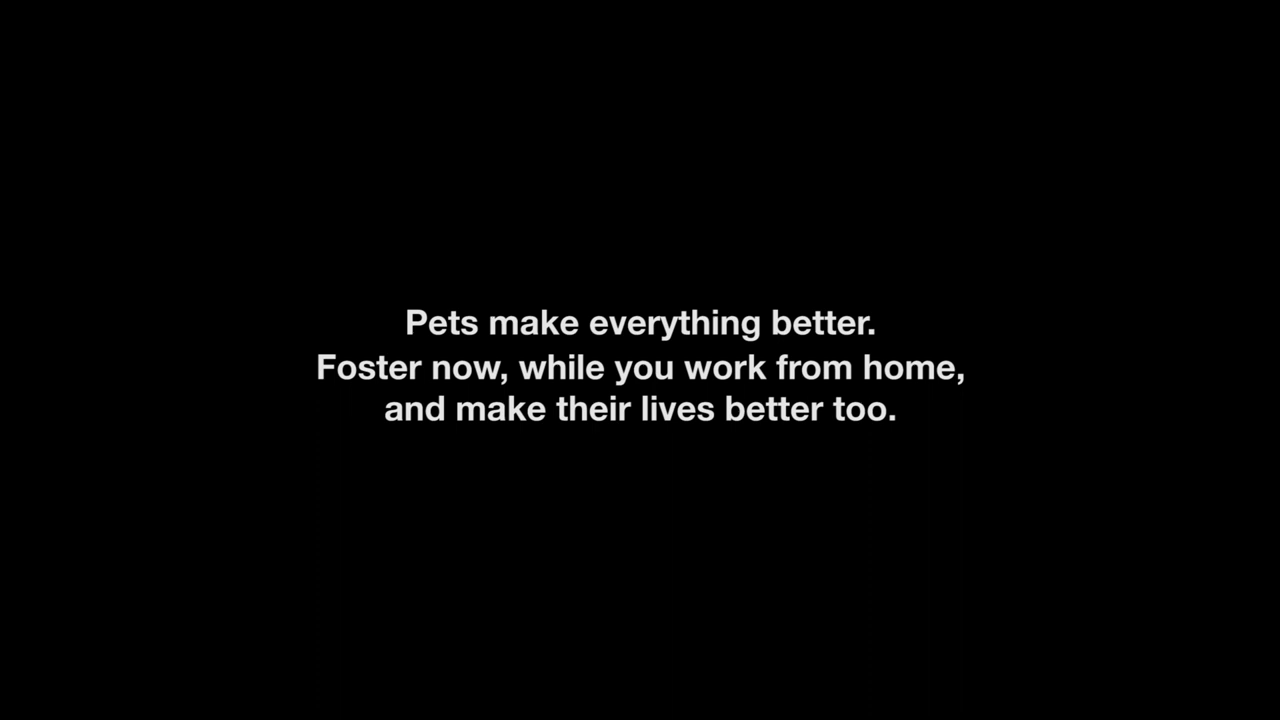 Pets make everything better.
Foster now, while you work from home,
and make their lives better too.